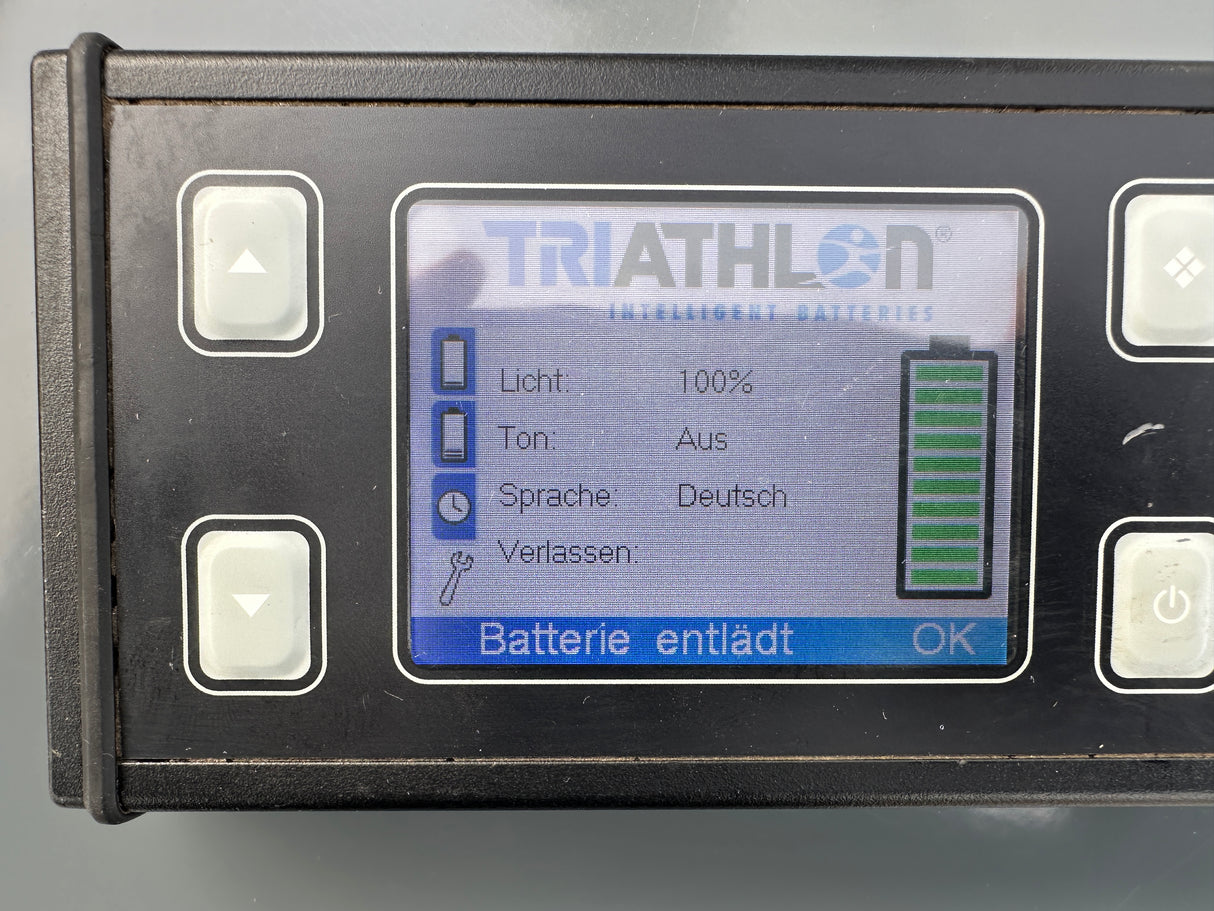 TRIATHLON®
INTELLIGENT BATTERIES
Licht: 100%
Ton: Aus
Sprache: Deutsch
Verlassen:
Batterie entlädt OK